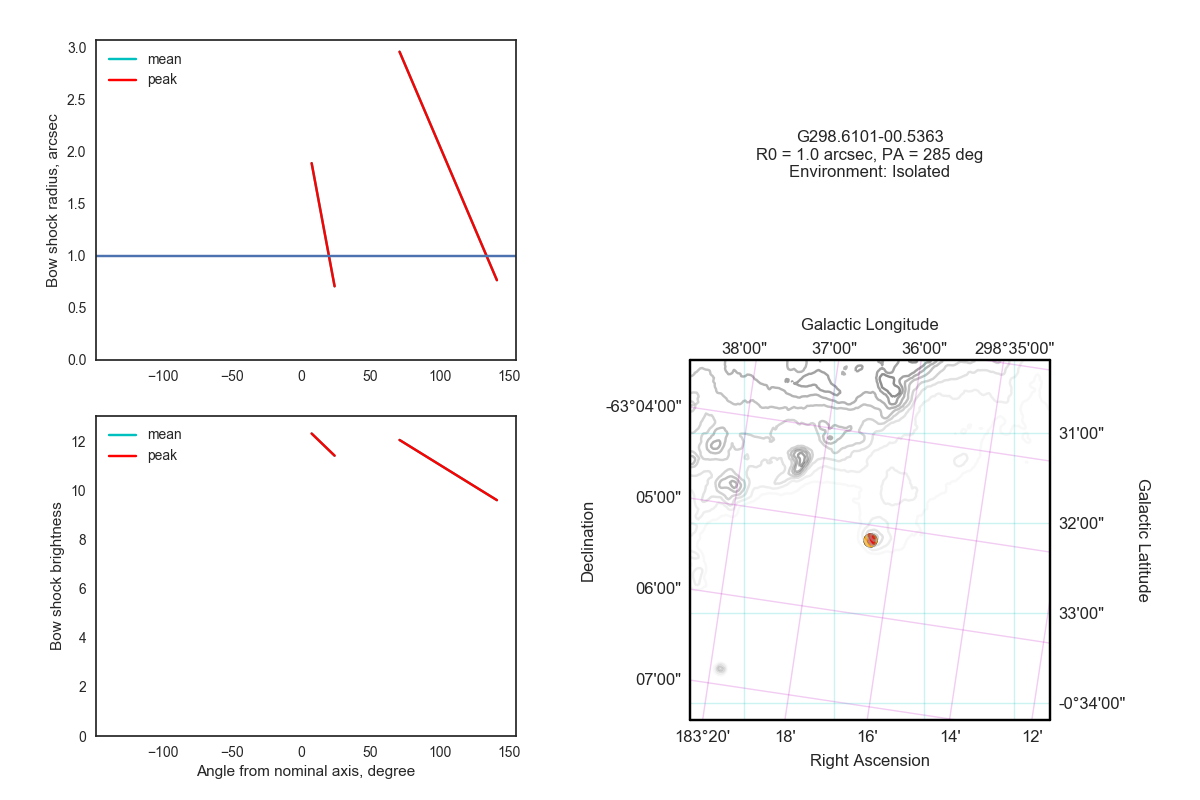 3.0
2.5
2.0
1.5
1.0
0.5
0.0
Bow shock radius, arcsec
mean
peak
−100 −50 0 50 100 150
12
10
8
6
4
2
0
Bow shock brightness
mean
peak
−100 −50 0 50 100 150
Angle from nominal axis, degree
G298.6101-00.5363
R0 = 1.0 arcsec, PA = 285 deg
Environment: Isolated
Galactic Longitude
38'00" 37'00" 36'00" 298°35'00"
-63°04'00"
05'00"
06'00"
07'00"
Declination
31'00"
32'00"
33'00"
-0°34'00"
Galactic Latitude
183°20' 18' 16' 14' 12'
Right Ascension